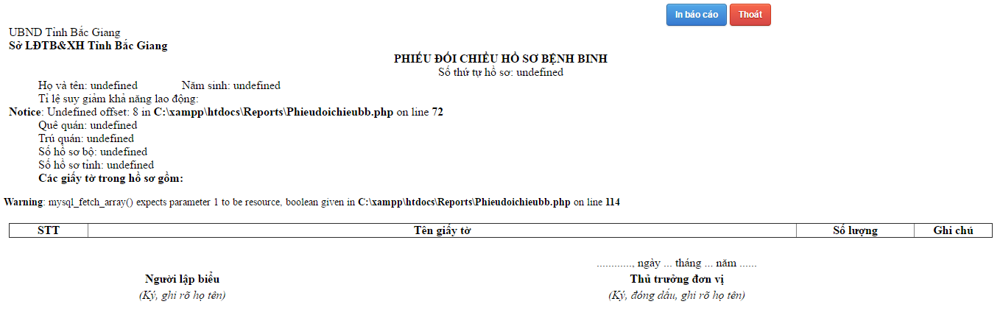 In báo cáo Thoát
UBND Tỉnh Bắc Giang
Sở LĐTB&XH Tỉnh Bắc Giang
PHIẾU ĐỐI CHIẾU HỒ SƠ BỆNH BINH
Số thứ tự hồ sơ: undefined
Họ và tên: undefined Năm sinh: undefined
Tỉ lệ suy giảm khả năng lao động:
Notice: Undefined offset: 8 in C:\xampp\htdocs\Reports\Phieudoichieubb.php on line 72
Quê quán: undefined
Trú quán: undefined
Số hồ sơ bộ: undefined
Số hồ sơ tỉnh: undefined
Các giấy tờ trong hồ sơ gồm:
Warning: mysql_fetch_array() expects parameter 1 to be resource, boolean given in C:\xampp\htdocs\Reports\Phieudoichieubb.php on line 114
STT Tên giấy tờ Số lượng Ghi chú
............., ngày ... tháng ... năm ......
Người lập biểu Thủ trưởng đơn vị
(Ký, ghi rõ họ tên) (Ký, đóng dấu, ghi rõ họ tên)